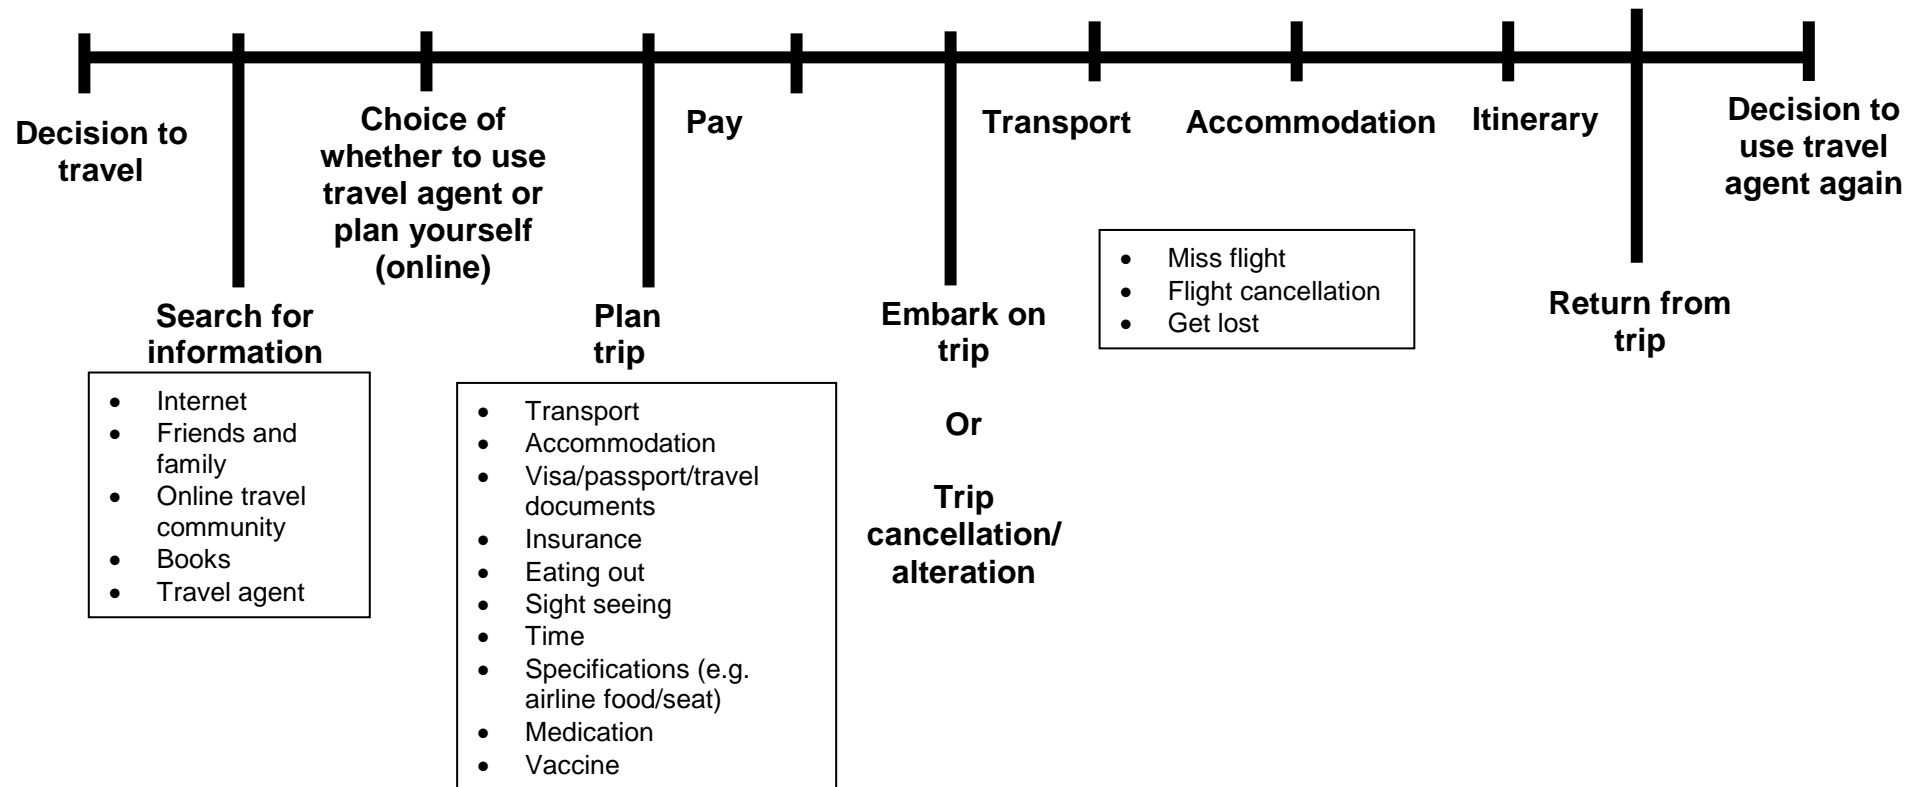 Decision to
travel
Search for
information
• Internet
• Friends and
family
• Online travel
community
• Books
• Travel agent
Choice of
whether to use
travel agent or
plan yourself
(online)
Plan
trip
• Transport
• Accommodation
• Visa/passport/travel
documents
• Insurance
• Eating out
• Sight seeing
• Time
• Specifications (e.g.
airline food/seat)
• Medication
• Vaccine
Pay
Embark on
trip
Or
Trip
cancellation/
alteration
Transport
Accommodation
Itinerary
• Miss flight
• Flight cancellation
• Get lost
Return from
trip
Decision to
use travel
agent again